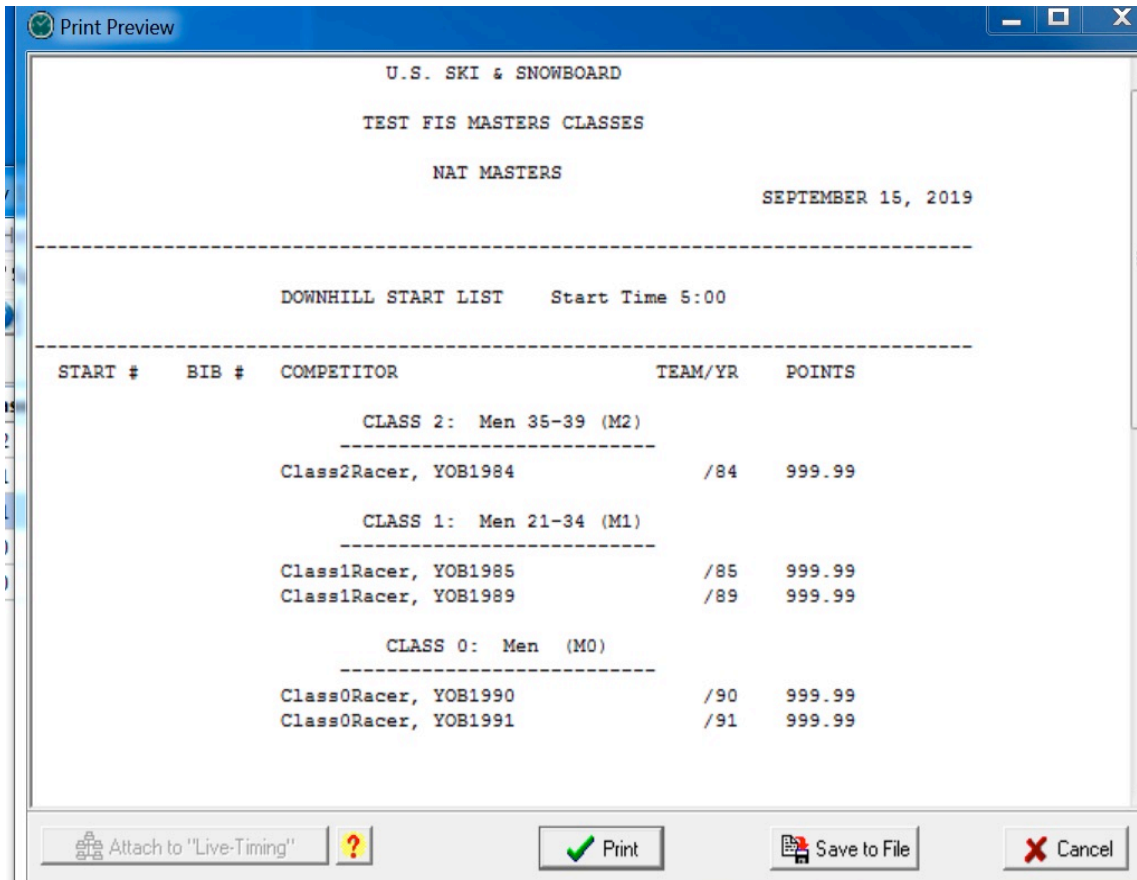 Print Preview
U.S. SKI & SNOWBOARD
TEST FIS MASTERS CLASSES
NAT MASTERS
SEPTEMBER 15, 2019
DOWNHILL START LIST Start Time 5:00
START # BIB # COMPETITOR TEAM/YR POINTS
CLASS 2: Men 35-39 (M2)
Class2Racer, YOB1984 /84 999.99
CLASS 1: Men 21-34 (M1)
Class1Racer, YOB1985 /85 999.99
Class1Racer, YOB1989 /89 999.99
CLASS 0: Men (M0)
Class0Racer, YOB1990 /90 999.99
Class0Racer, YOB1991 /91 999.99
Attach to "Live-Timing" ? Print Save to File Cancel